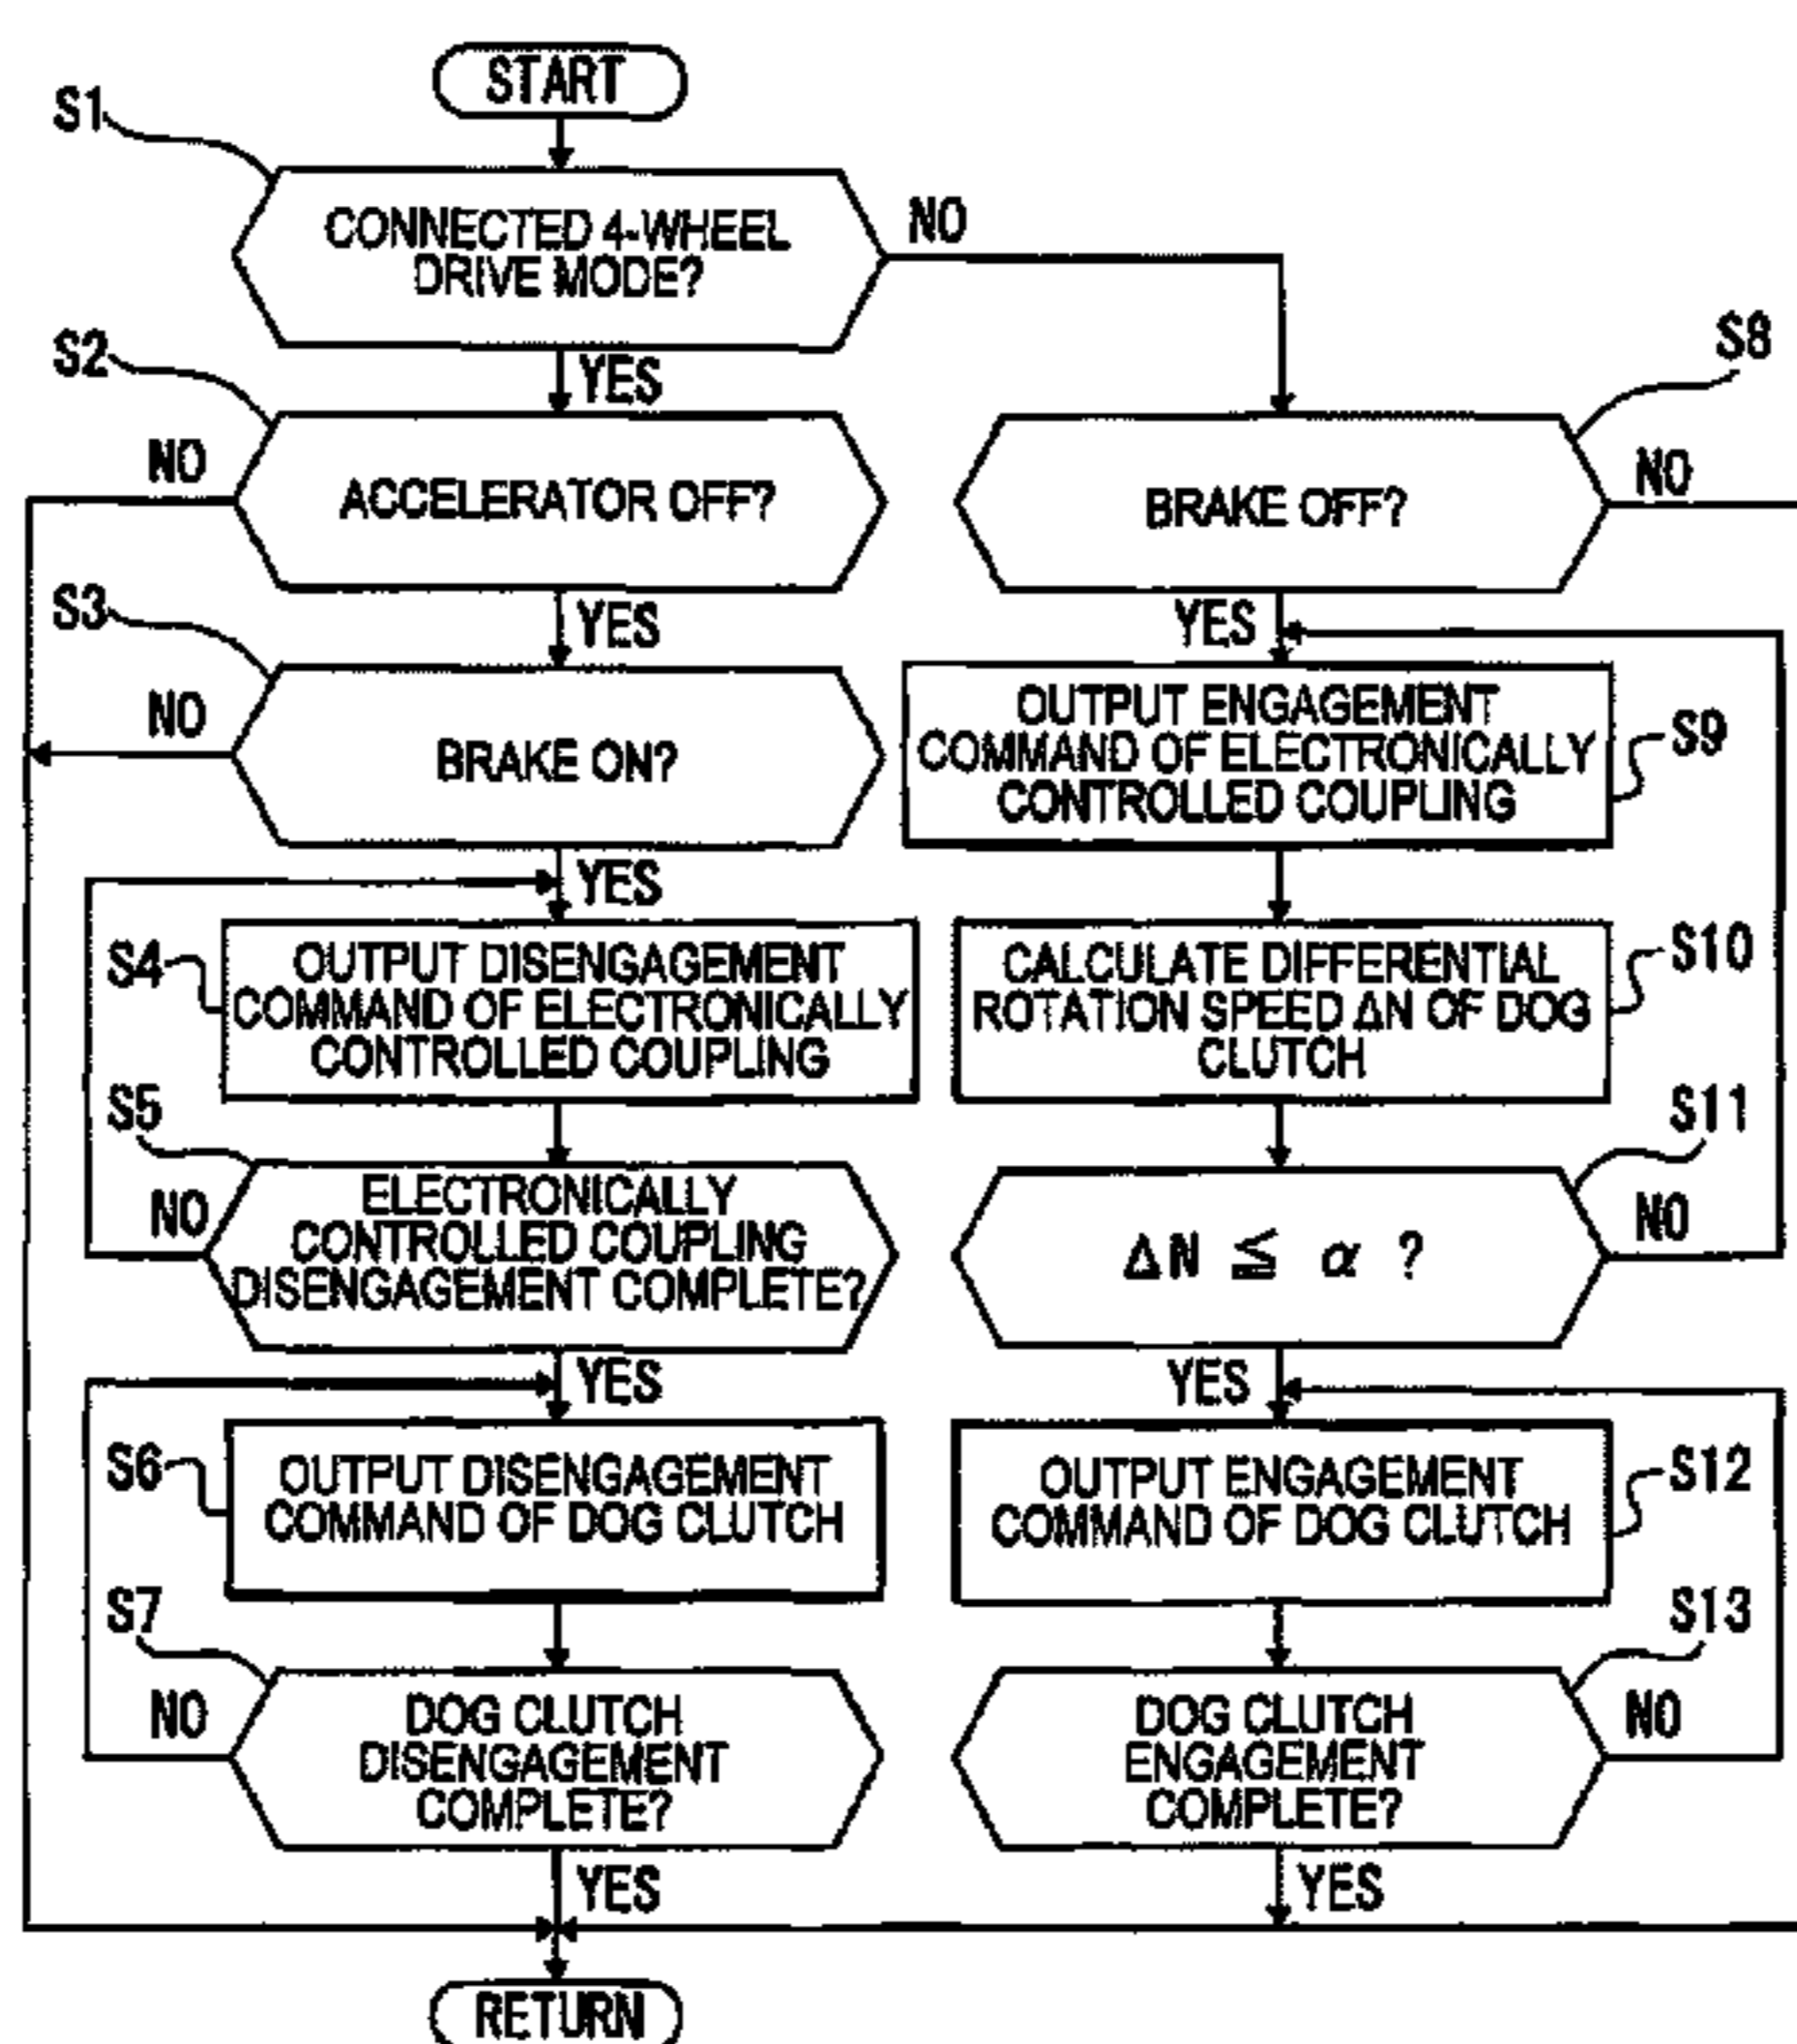 START
S1
CONNECTED 4-WHEEL
DRIVE MODE?
NO
YES
S2
NO
ACCELERATOR OFF?
YES
S8
BRAKE OFF?
NO
YES
S3
NO
BRAKE ON?
YES
OUTPUT ENGAGEMENT
COMMAND OF ELECTRONICALLY
CONTROLLED COUPLING
S9
S4
OUTPUT DISENGAGEMENT
COMMAND OF ELECTRONICALLY
CONTROLLED COUPLING
CALCULATE DIFFERENTIAL
ROTATION SPEED ΔN OF DOG
CLUTCH
S10
S5
NO
ELECTRONICALLY
CONTROLLED COUPLING
DISENGAGEMENT COMPLETE?
YES
S11
ΔN ≦ α ?
NO
YES
S6
OUTPUT DISENGAGEMENT
COMMAND OF DOG CLUTCH
OUTPUT ENGAGEMENT
COMMAND OF DOG CLUTCH
S12
S7
NO
DOG CLUTCH
DISENGAGEMENT
COMPLETE?
YES
S13
DOG CLUTCH
ENGAGEMENT
COMPLETE?
NO
YES
RETURN